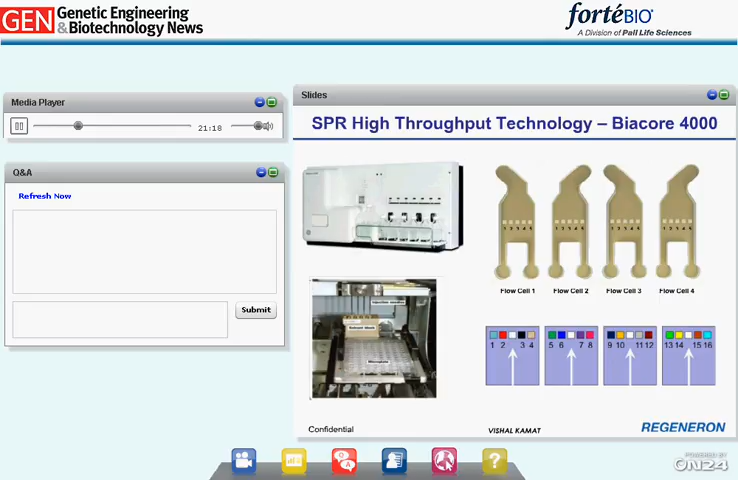 GEN Genetic Engineering
& Biotechnology News
fortéBIO
A Division of Pall Life Sciences
Media Player
21:18
Q&A
Refresh Now
Submit
Slides
SPR High Throughput Technology – Biacore 4000
1 2 3 4 5
1 2 3 4 5
1 2 3 4 5
1 2 3 4 5
Flow Cell 1
Flow Cell 2
Flow Cell 3
Flow Cell 4
1 2 3 4
5 6 7 8
9 10 11 12
13 14 15 16
Microplate
Confidential
VISHAL KAMAT
REGENERON
Q
A
?
POWERED BY
ON24